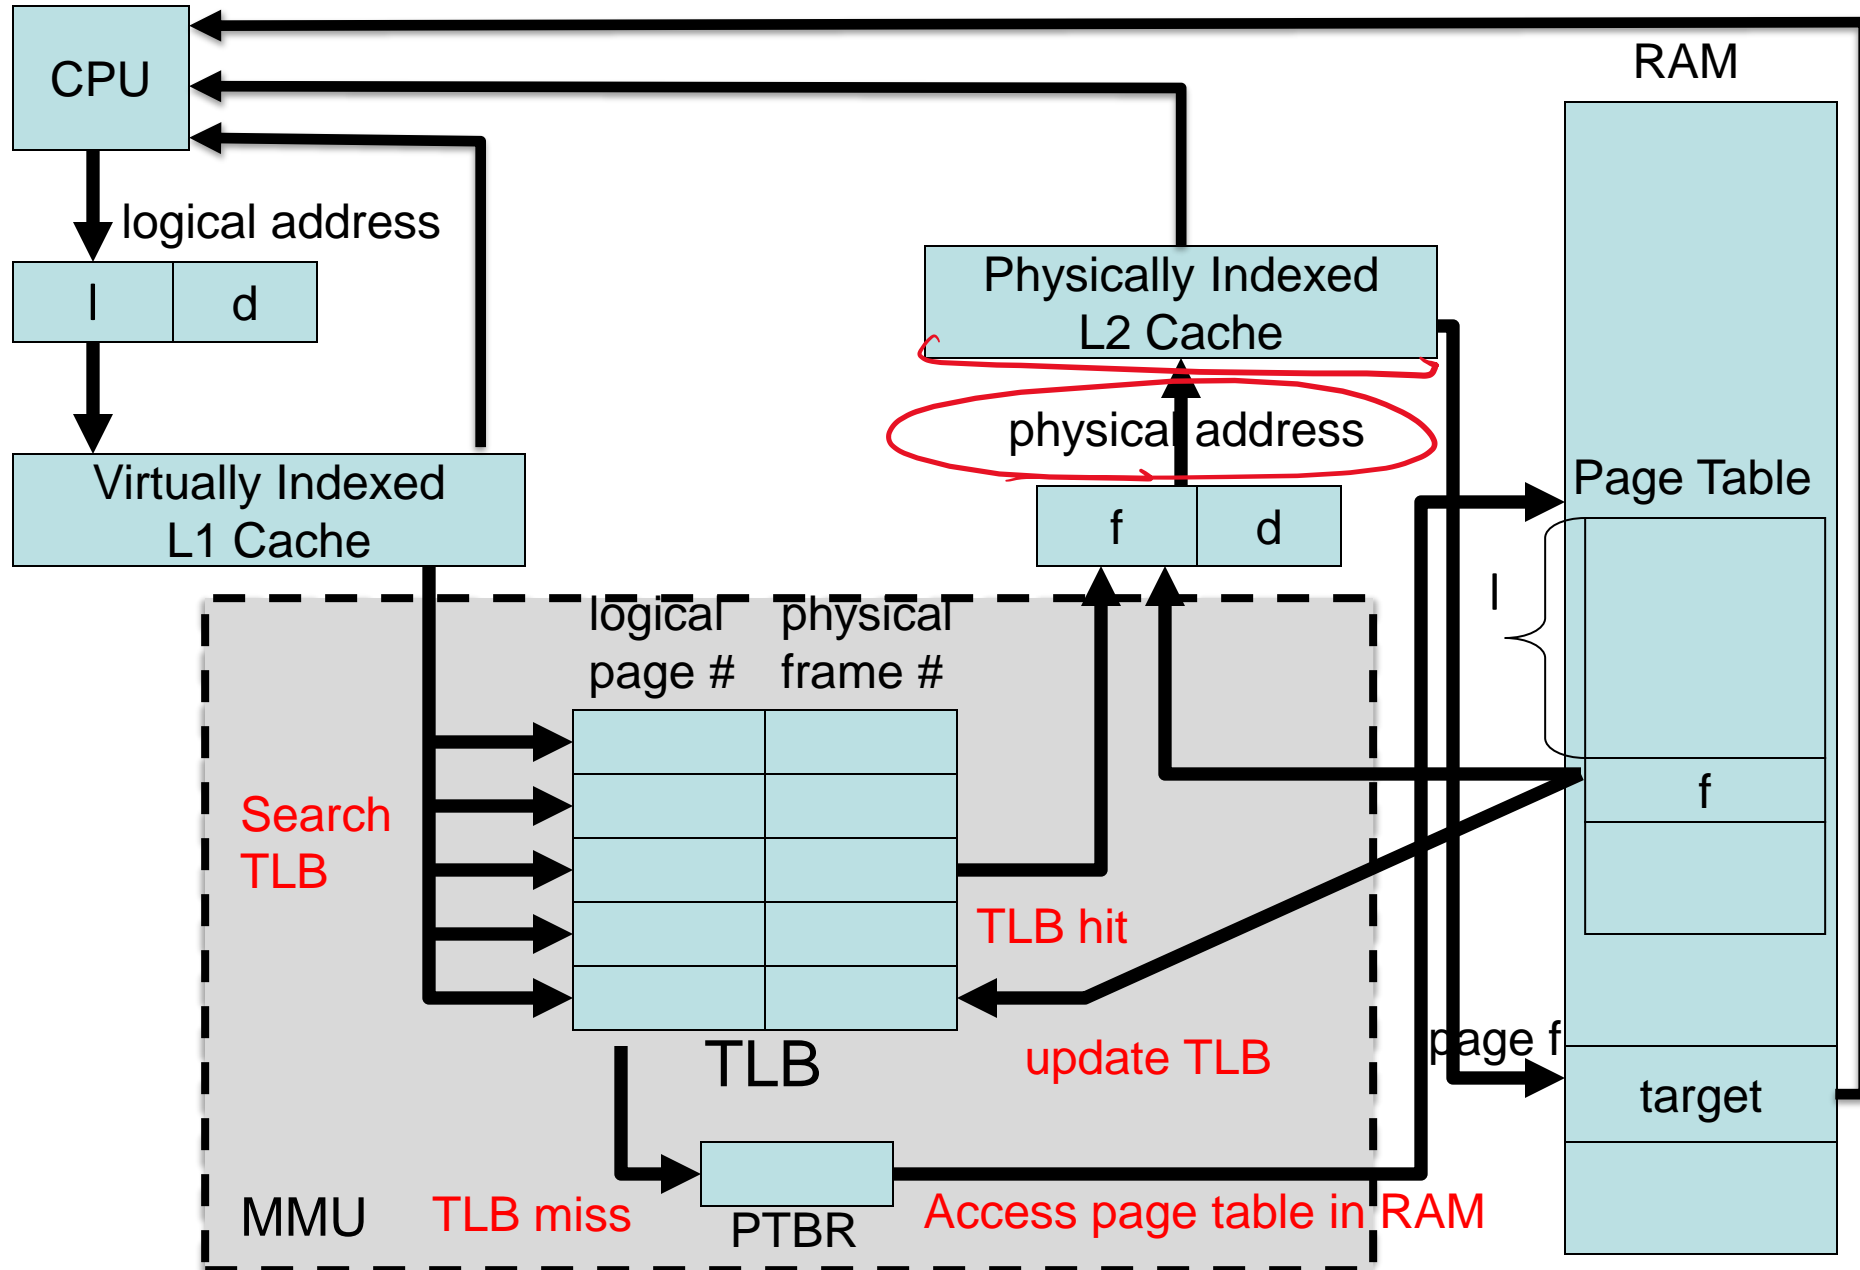 CPU
RAM
logical address
l d
Physically Indexed
L2 Cache
physical address
f d
Virtually Indexed
L1 Cache
Page Table
l
f
logical
page #
physical
frame #
Search
TLB
TLB hit
TLB
update TLB
page f
target
MMU
TLB miss
PTBR
Access page table in RAM